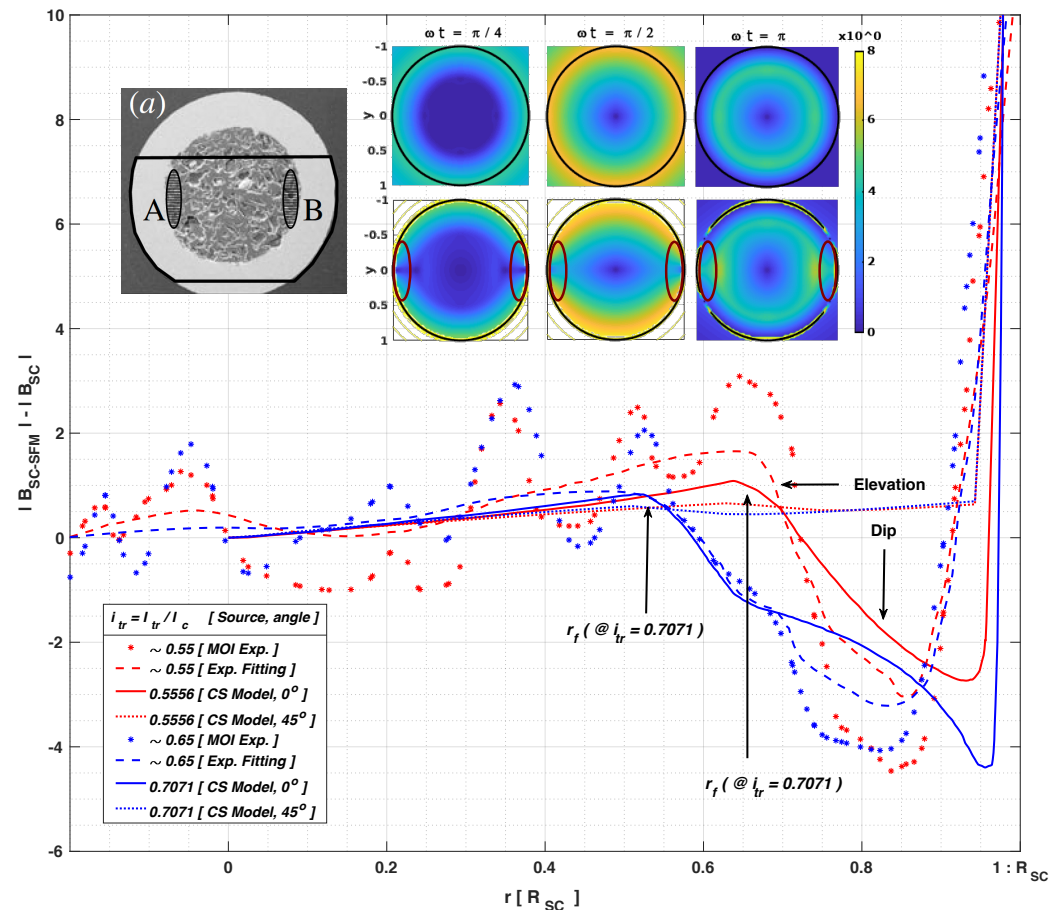 ωt = π / 4
ωt = π / 2
ωt = π
x10^0
(a)
A
B
-1
-0.5
y 0
0.5
1
-1
-0.5
y 0
0.5
1
8
6
4
2
0
10
8
6
4
2
0
-2
-4
-6
| B_SC-SFM | - | B_SC |
Elevation
Dip
r_f ( @ i_tr = 0.7071 )
r_f ( @ i_tr = 0.7071 )
i_tr = I_tr / I_c [ Source, angle ]
~ 0.55 [ MOI Exp. ]
~ 0.55 [ Exp. Fitting ]
0.5556 [ CS Model, 0° ]
0.5556 [ CS Model, 45° ]
~ 0.65 [ MOI Exp. ]
~ 0.65 [ Exp. Fitting ]
0.7071 [ CS Model, 0° ]
0.7071 [ CS Model, 45° ]
0 0.2 0.4 0.6 0.8 1 : R_SC
r [ R_SC ]